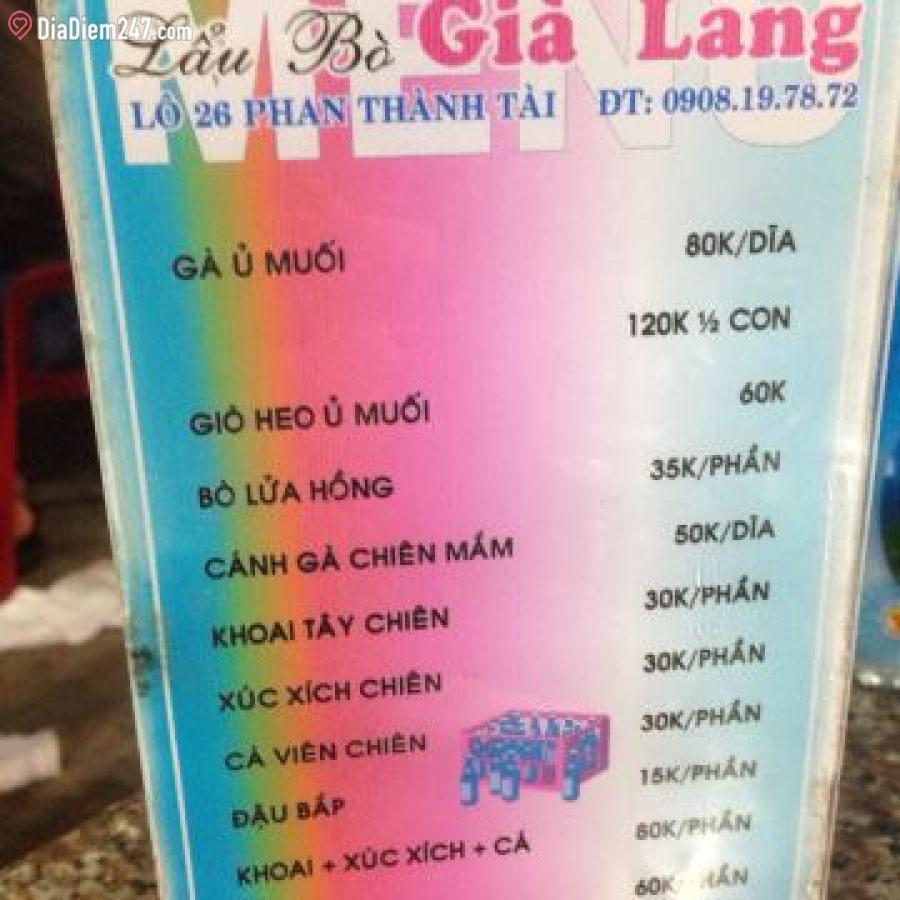 DiaDiem247.com
MENU
Lẩu Bò Già Lang
LÔ 26 PHAN THÀNH TÀI ĐT: 0908.19.78.72
GÀ Ủ MUỐI 80K/DĨA
120K ½ CON
GIÒ HEO Ủ MUỐI 60K
BÒ LỬA HỒNG 35K/PHẦN
CÁNH GÀ CHIÊN MẮM 50K/DĨA
KHOAI TÂY CHIÊN 30K/PHẦN
XÚC XÍCH CHIÊN 30K/PHẦN
CÁ VIÊN CHIÊN 30K/PHẦN
ĐẬU BẮP 15K/PHẦN
KHOAI + XÚC XÍCH + CÁ 80K/PHẦN
60K/PHẦN